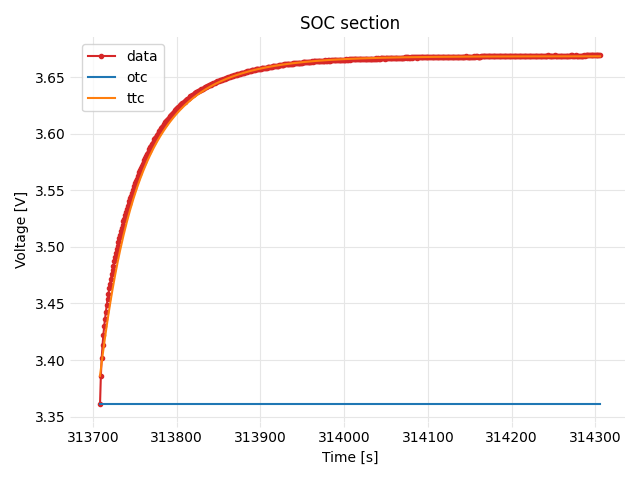 SOC section
data
otc
ttc
Voltage [V]
3.65
3.60
3.55
3.50
3.45
3.40
3.35
313700 313800 313900 314000 314100 314200 314300
Time [s]